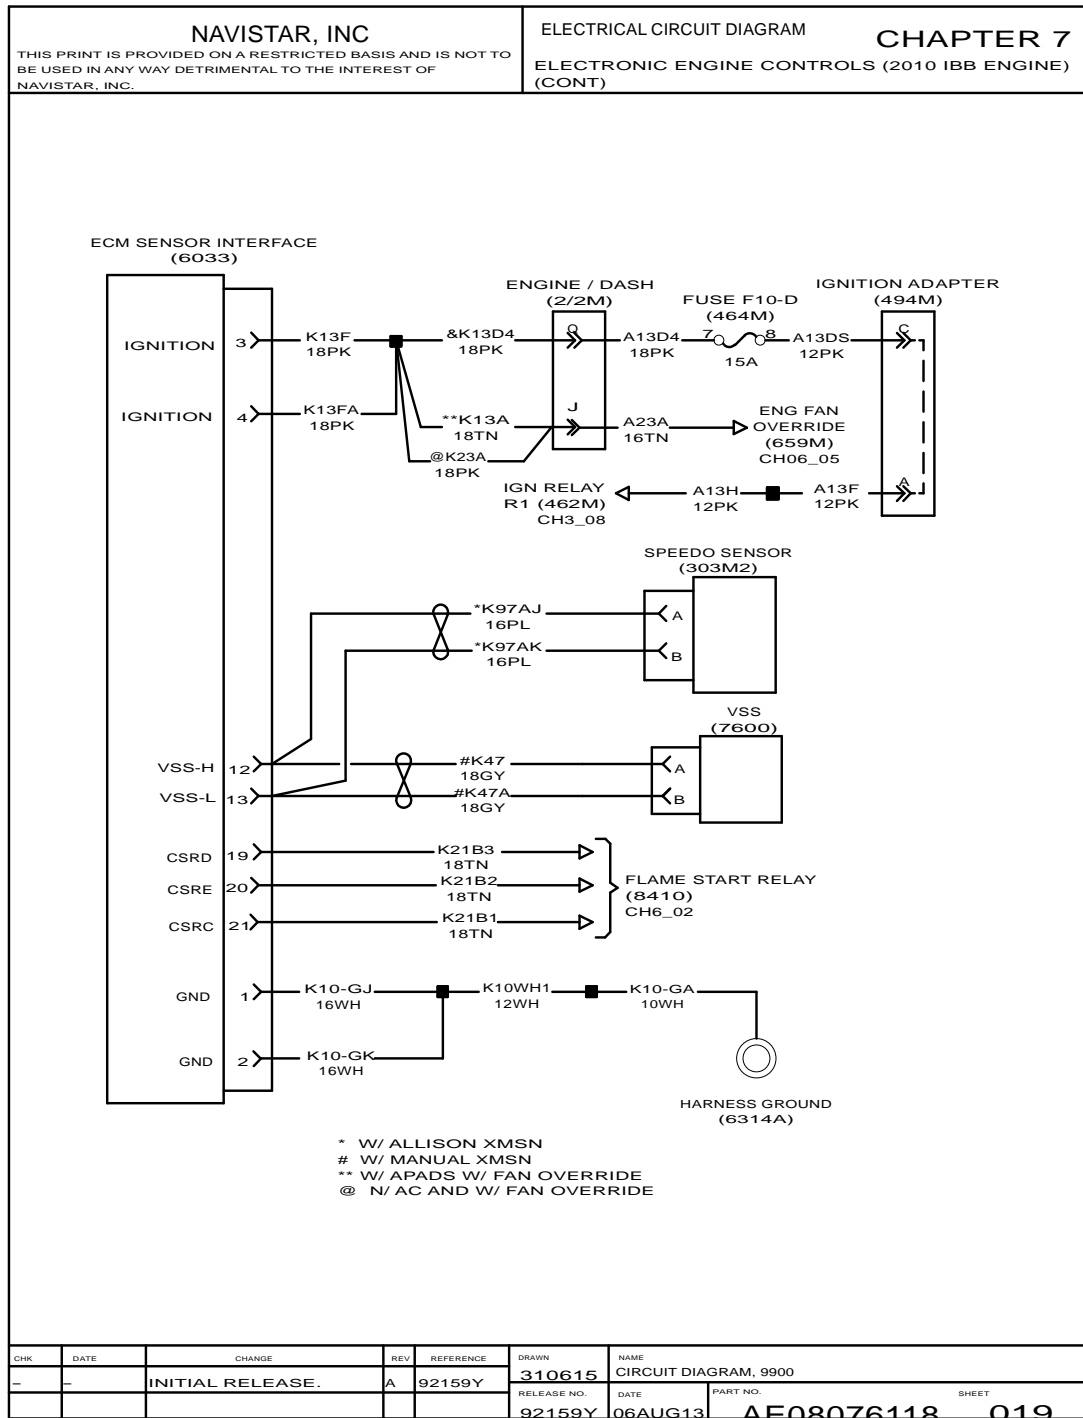 NAVISTAR, INC
THIS PRINT IS PROVIDED ON A RESTRICTED BASIS AND IS NOT TO
BE USED IN ANY WAY DETRIMENTAL TO THE INTEREST OF
NAVISTAR, INC.
ELECTRICAL CIRCUIT DIAGRAM
CHAPTER 7
ELECTRONIC ENGINE CONTROLS (2010 IBB ENGINE)
(CONT)
ECM SENSOR INTERFACE
(6033)
ENGINE / DASH
(2/2M)
FUSE F10-D
(464M)
IGNITION ADAPTER
(494M)
IGNITION 3
K13F
18PK
&K13D4
18PK
Q
A13D4
18PK
7 8
15A
A13DS
12PK
C
IGNITION 4
K13FA
18PK
**K13A
18TN
J
A23A
16TN
ENG FAN
OVERRIDE
(659M)
CH06_05
@K23A
18PK
IGN RELAY
R1 (462M)
CH3_08
A13H
12PK
A13F
12PK
A
SPEEDO SENSOR
(303M2)
*K97AJ
16PL
A
*K97AK
16PL
B
VSS
(7600)
VSS-H 12
#K47
18GY
A
VSS-L 13
#K47A
18GY
B
CSRD 19
K21B3
18TN
CSRE 20
K21B2
18TN
CSRC 21
K21B1
18TN
FLAME START RELAY
(8410)
CH6_02
GND 1
K10-GJ
16WH
K10WH1
12WH
K10-GA
10WH
GND 2
K10-GK
16WH
HARNESS GROUND
(6314A)
* W/ ALLISON XMSN
# W/ MANUAL XMSN
** W/ APADS W/ FAN OVERRIDE
@ N/ AC AND W/ FAN OVERRIDE
CHK DATE CHANGE REV REFERENCE
– – INITIAL RELEASE. A 92159Y
DRAWN
310615
NAME
CIRCUIT DIAGRAM, 9900
RELEASE NO.
92159Y
DATE
06AUG13
PART NO.
AE08076118
SHEET
019